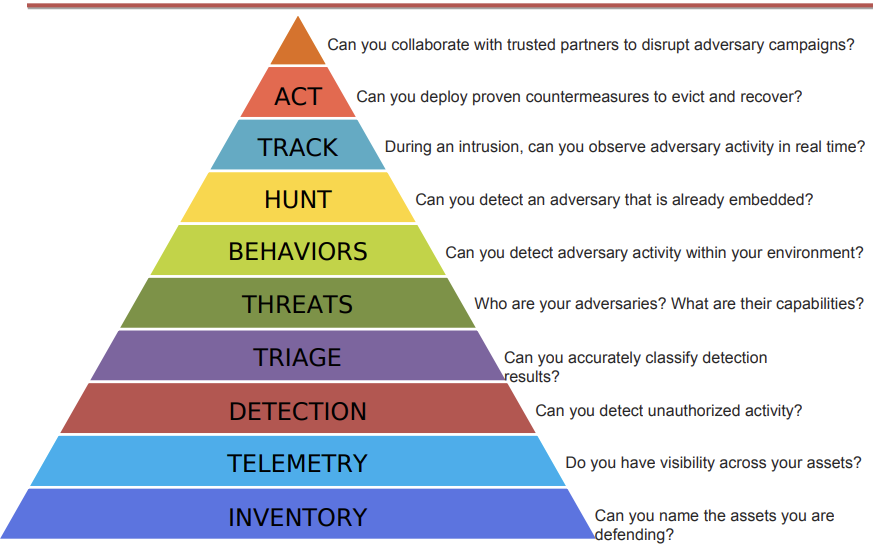 Can you collaborate with trusted partners to disrupt adversary campaigns?
ACT
Can you deploy proven countermeasures to evict and recover?
TRACK
During an intrusion, can you observe adversary activity in real time?
HUNT
Can you detect an adversary that is already embedded?
BEHAVIORS
Can you detect adversary activity within your environment?
THREATS
Who are your adversaries? What are their capabilities?
TRIAGE
Can you accurately classify detection
results?
DETECTION
Can you detect unauthorized activity?
TELEMETRY
Do you have visibility across your assets?
INVENTORY
Can you name the assets you are
defending?